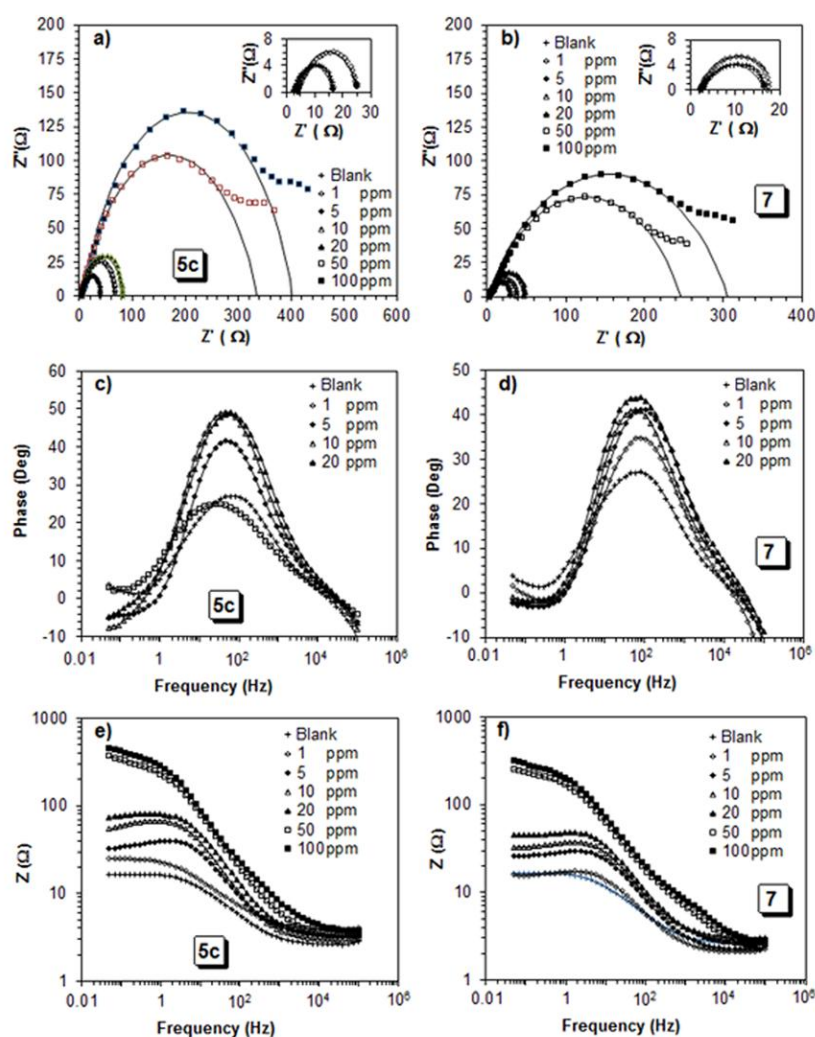 a)
Z"(Ω)
200
175
150
125
100
75
50
25
0
0 100 200 300 400 500 600
Z' ( Ω)
Z"(Ω)
8
4
0
0 10 20 30
Z' ( Ω)
Blank
1 ppm
5 ppm
10 ppm
20 ppm
50 ppm
100 ppm
5c
b)
Z"(Ω)
200
175
150
125
100
75
50
25
0
0 100 200 300 400
Z' ( Ω)
Blank
1 ppm
5 ppm
10 ppm
20 ppm
50 ppm
100 ppm
Z"(Ω)
8
4
0
0 10 20
Z' ( Ω)
7
c)
Phase (Deg)
60
50
40
30
20
10
0
-10
0.01 1 10² 10⁴ 10⁶
Frequency (Hz)
Blank
1 ppm
5 ppm
10 ppm
20 ppm
5c
d)
Phase (Deg)
50
40
30
20
10
0
-10
0.01 1 10² 10⁴ 10⁶
Frequency (Hz)
Blank
1 ppm
5 ppm
10 ppm
20 ppm
7
e)
Z (Ω)
1000
100
10
1
0.01 1 10² 10⁴ 10⁶
Frequency (Hz)
Blank
1 ppm
5 ppm
10 ppm
20 ppm
50 ppm
100 ppm
5c
f)
Z (Ω)
1000
100
10
1
0.01 1 10² 10⁴ 10⁶
Frequency (Hz)
Blank
1 ppm
5 ppm
10 ppm
20 ppm
50 ppm
100 ppm
7